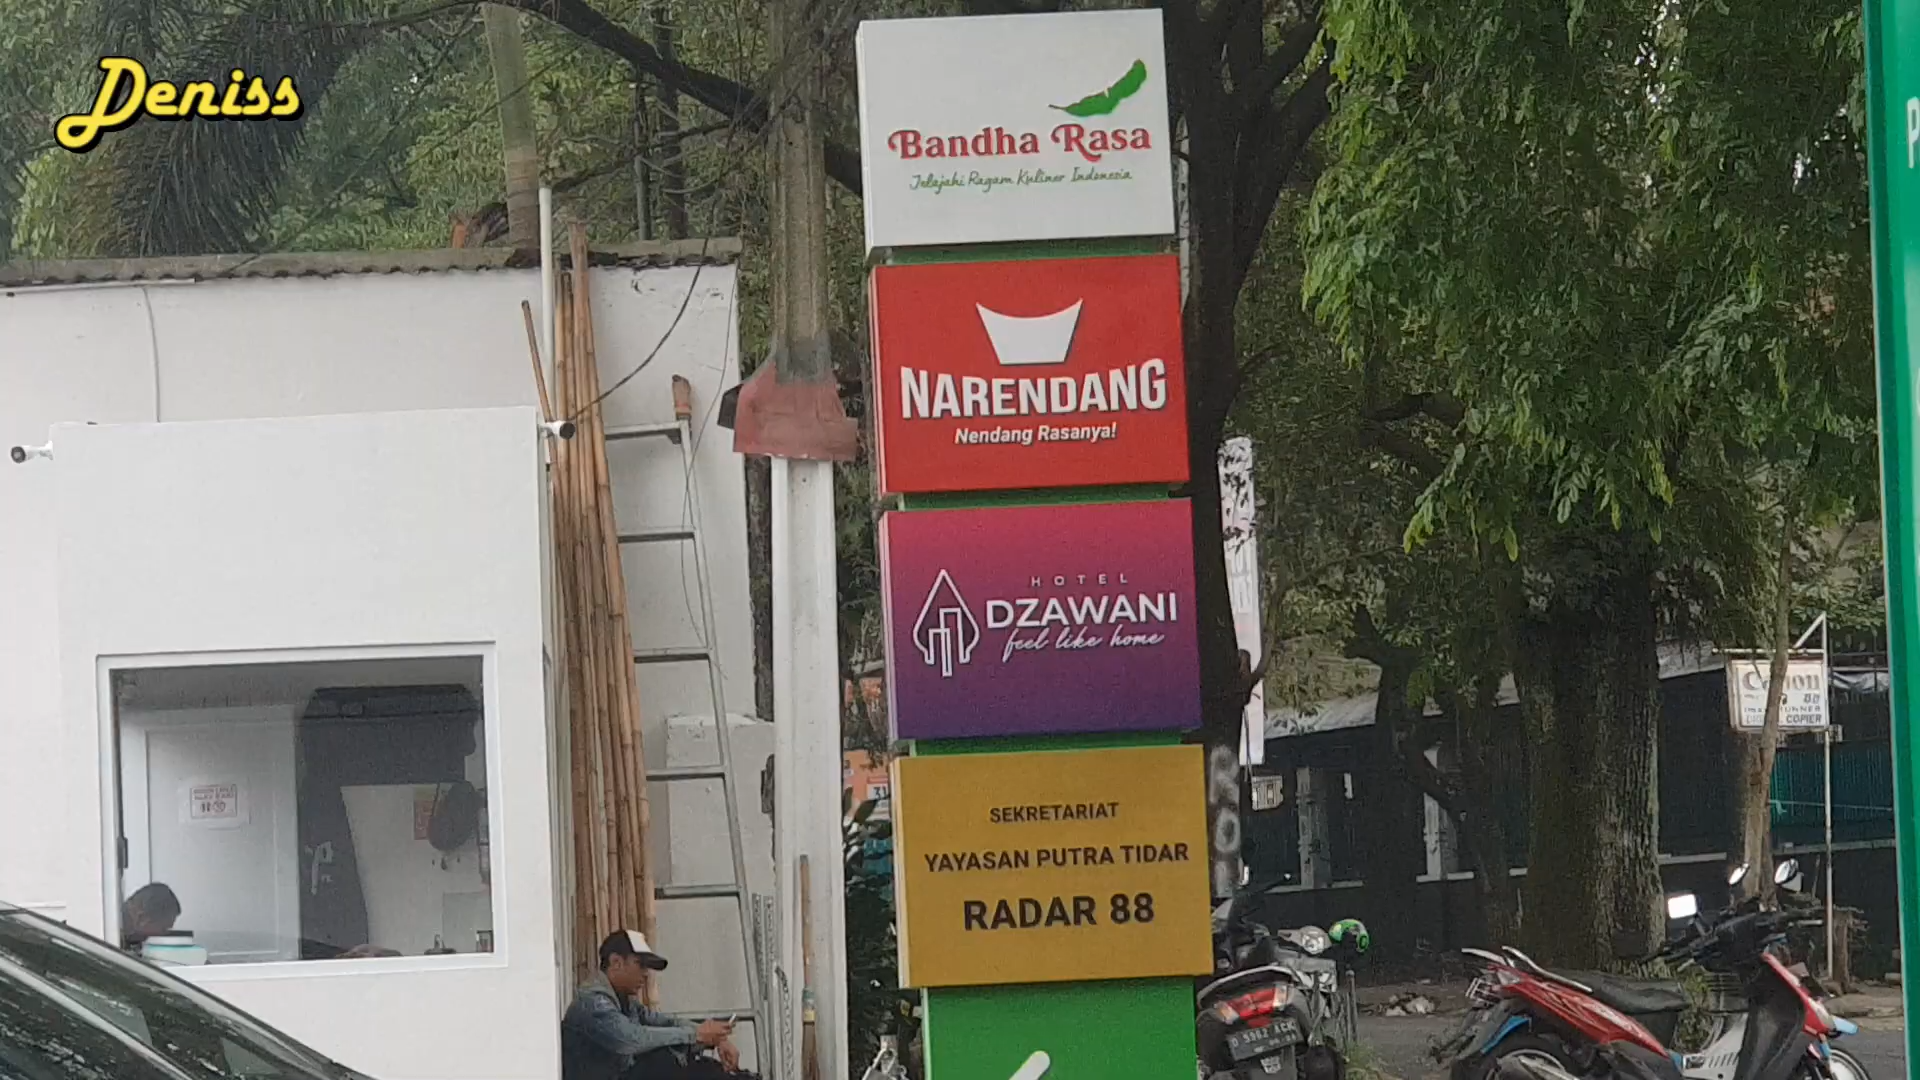 Deniss
Bandha Rasa
Jelajahi Ragam Kuliner Indonesia
NARENDANG
Nendang Rasanya!
HOTEL
DZAWANI
feel like home
SEKRETARIAT
YAYASAN PUTRA TIDAR
RADAR 88
Canon
COPIER
31
P